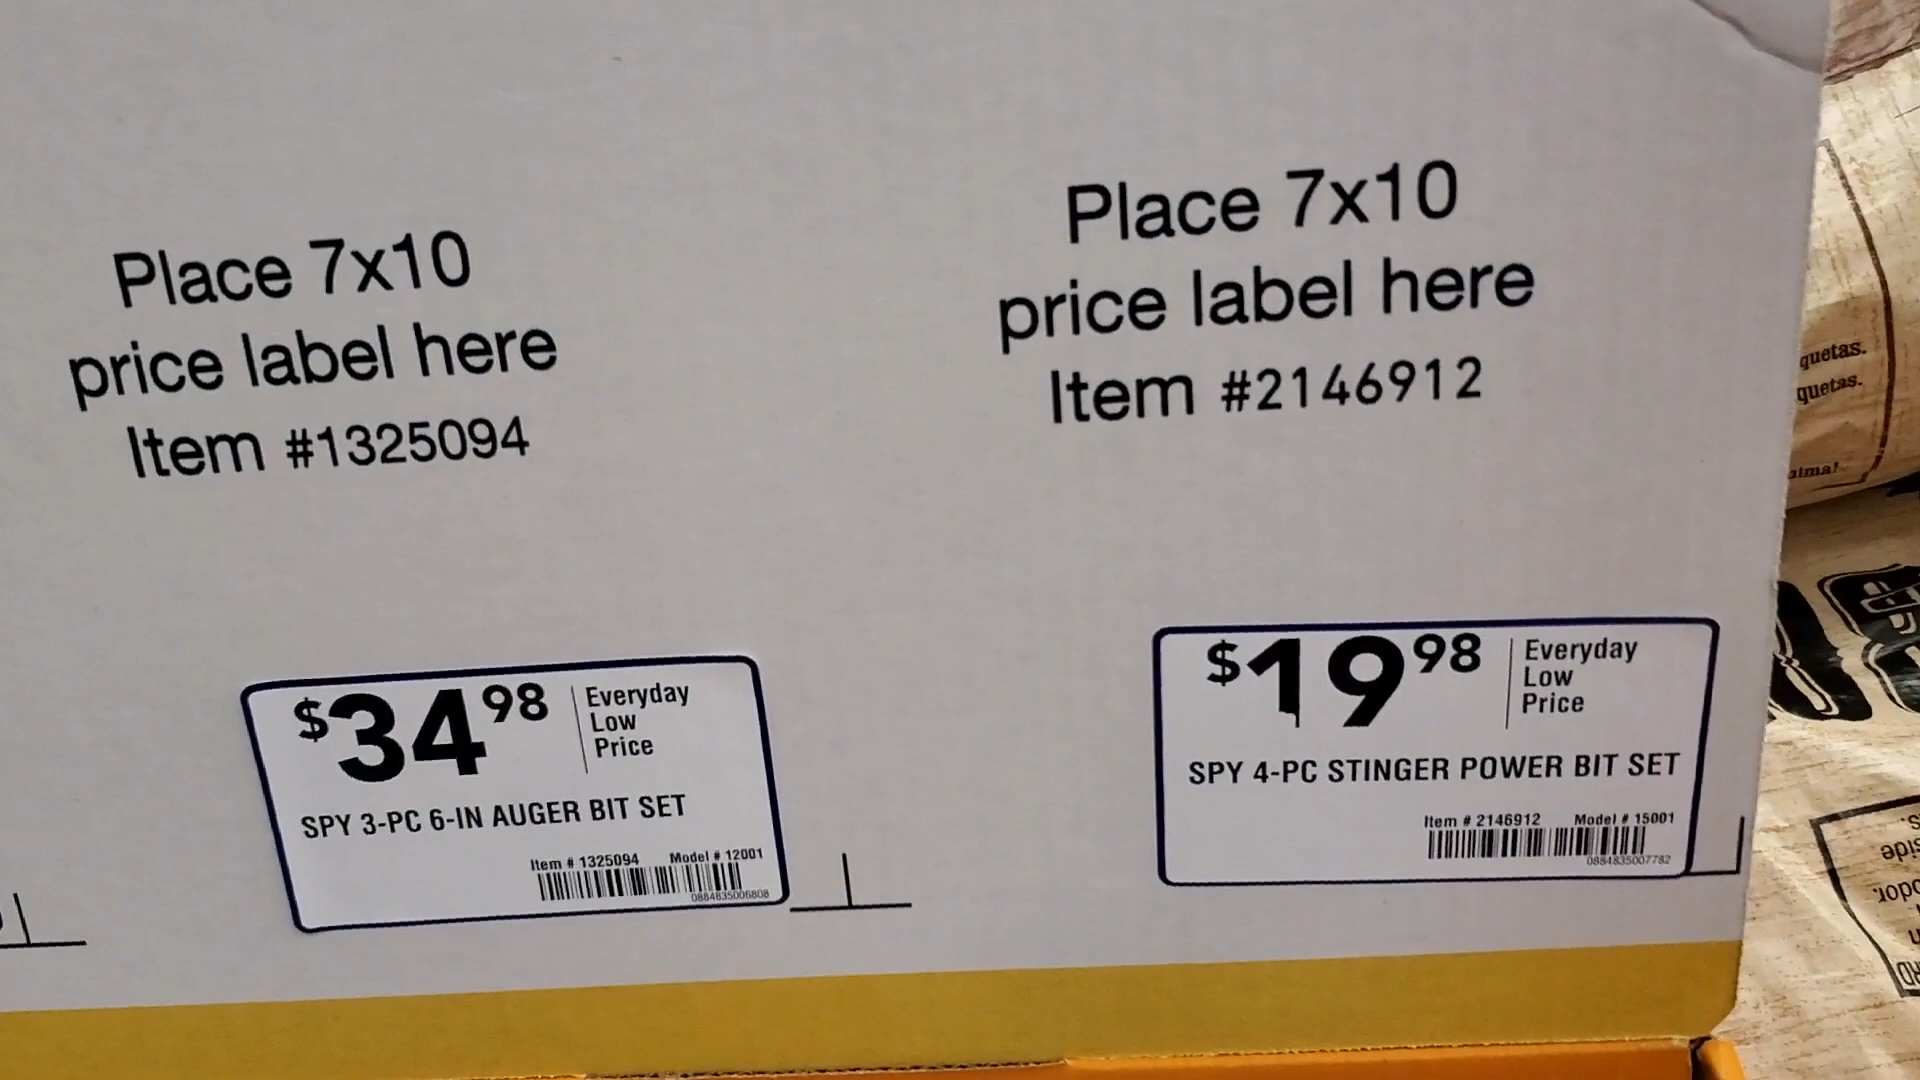 Place 7x10
price label here
Item #1325094
Place 7x10
price label here
Item #2146912
$34 98
Everyday
Low
Price
SPY 3-PC 6-IN AUGER BIT SET
Item # 1325094 Model # 12001
0884835006808
$19 98
Everyday
Low
Price
SPY 4-PC STINGER POWER BIT SET
Item # 2146912 Model # 15001
0884835007782
quetas.
quetas.